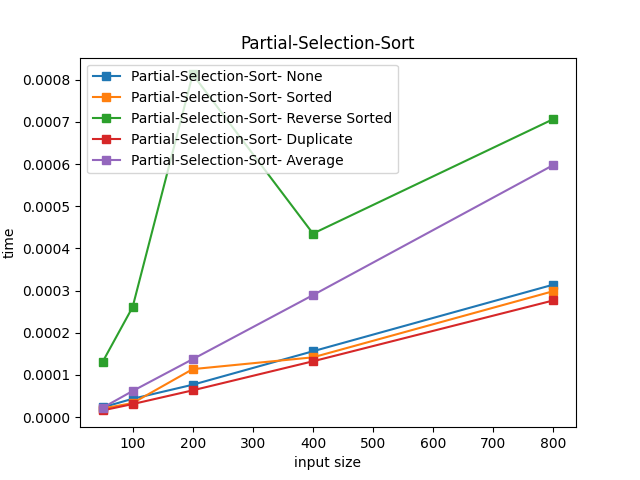 Partial-Selection-Sort
Partial-Selection-Sort- None
Partial-Selection-Sort- Sorted
Partial-Selection-Sort- Reverse Sorted
Partial-Selection-Sort- Duplicate
Partial-Selection-Sort- Average
0.0008
0.0007
0.0006
0.0005
0.0004
0.0003
0.0002
0.0001
0.0000
time
100 200 300 400 500 600 700 800
input size